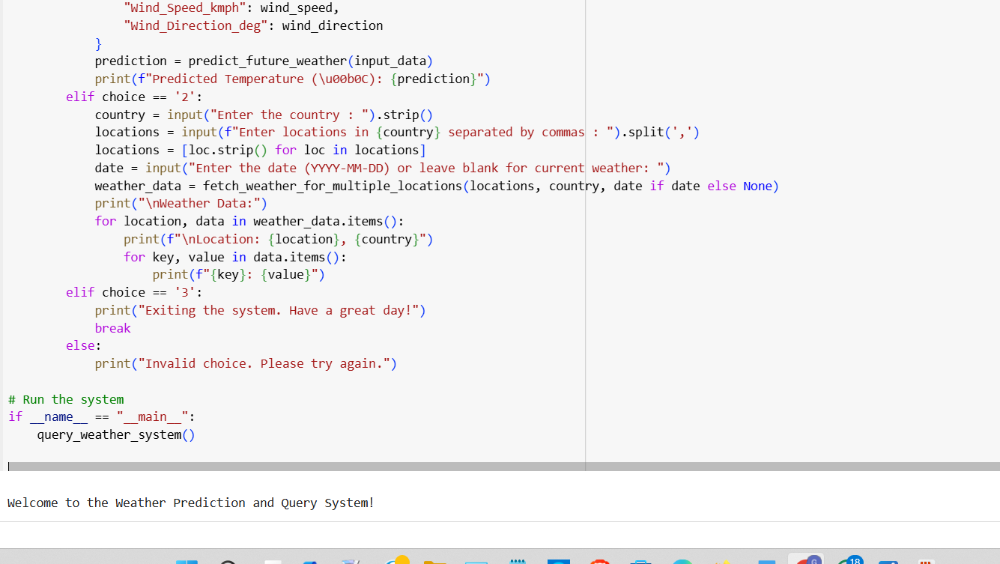 "Wind_Speed_kmph": wind_speed,
"Wind_Direction_deg": wind_direction
}
prediction = predict_future_weather(input_data)
print(f"Predicted Temperature (\u00b0C): {prediction}")
elif choice == '2':
country = input("Enter the country : ").strip()
locations = input(f"Enter locations in {country} separated by commas : ").split(',')
locations = [loc.strip() for loc in locations]
date = input("Enter the date (YYYY-MM-DD) or leave blank for current weather: ")
weather_data = fetch_weather_for_multiple_locations(locations, country, date if date else None)
print("\nWeather Data:")
for location, data in weather_data.items():
print(f"\nLocation: {location}, {country}")
for key, value in data.items():
print(f"{key}: {value}")
elif choice == '3':
print("Exiting the system. Have a great day!")
break
else:
print("Invalid choice. Please try again.")
# Run the system
if __name__ == "__main__":
query_weather_system()
Welcome to the Weather Prediction and Query System!
G 18